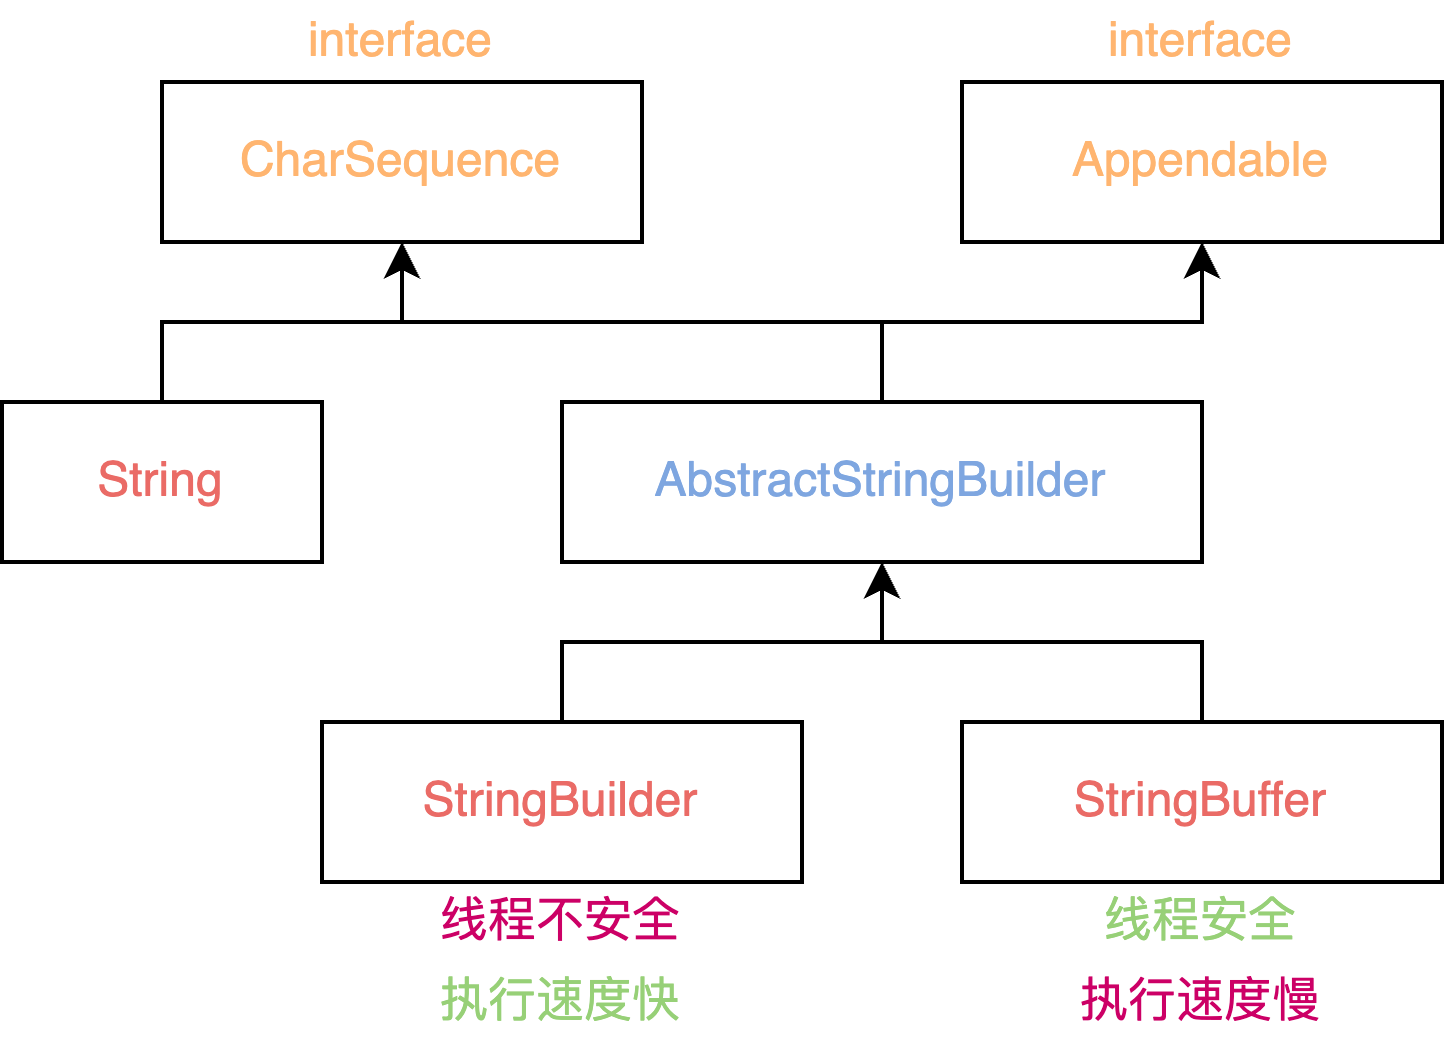 interface
interface
CharSequence
Appendable
String
AbstractStringBuilder
StringBuilder
StringBuffer
线程不安全
线程安全
执行速度快
执行速度慢